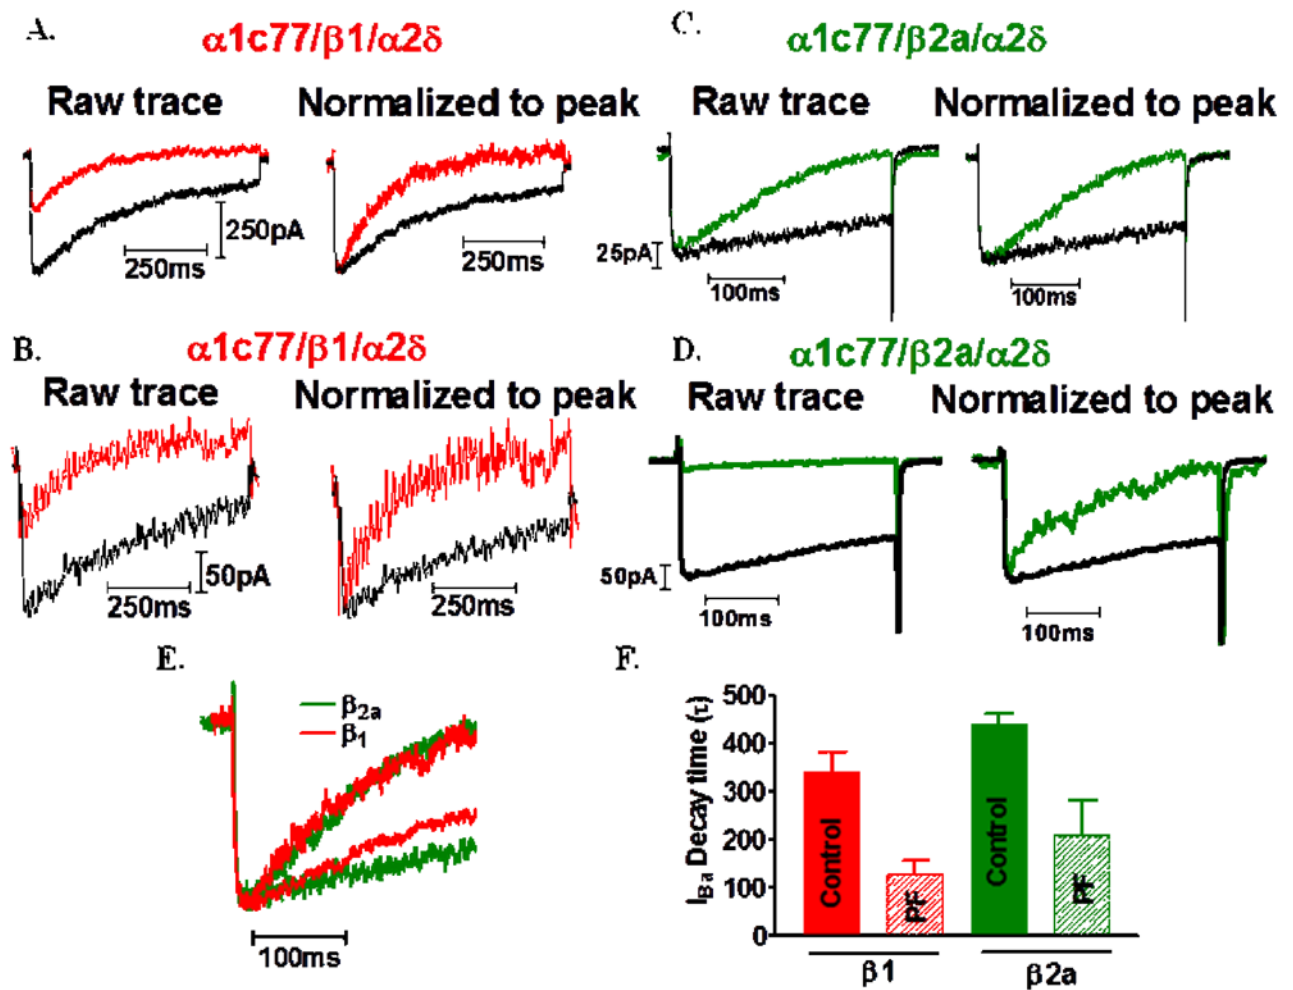 A.
α1c77/β1/α2δ
Raw trace
Normalized to peak
250pA
250ms
250ms
C.
α1c77/β2a/α2δ
Raw trace
Normalized to peak
25pA
100ms
100ms
B.
α1c77/β1/α2δ
Raw trace
Normalized to peak
50pA
250ms
250ms
D.
α1c77/β2a/α2δ
Raw trace
Normalized to peak
50pA
100ms
100ms
E.
β2a
β1
100ms
F.
IBa Decay time (τ)
500
400
300
200
100
0
Control
PF
Control
PF
β1
β2a